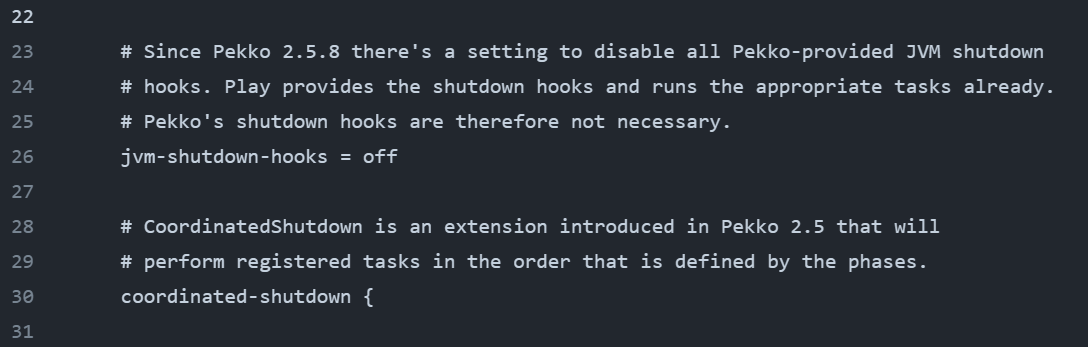 22
23 # Since Pekko 2.5.8 there's a setting to disable all Pekko-provided JVM shutdown
24 # hooks. Play provides the shutdown hooks and runs the appropriate tasks already.
25 # Pekko's shutdown hooks are therefore not necessary.
26 jvm-shutdown-hooks = off
27
28 # CoordinatedShutdown is an extension introduced in Pekko 2.5 that will
29 # perform registered tasks in the order that is defined by the phases.
30 coordinated-shutdown {
31